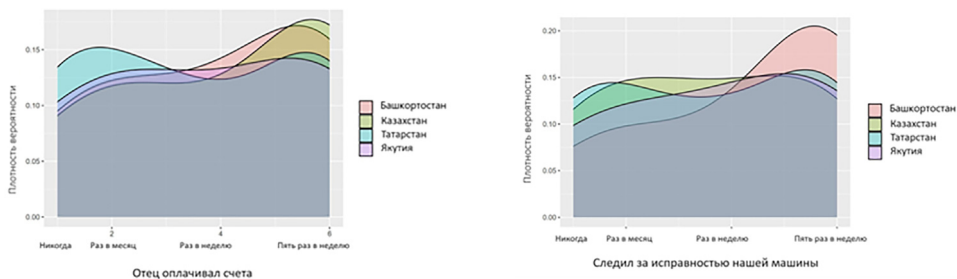 Плотность вероятности
0.15
0.10
0.05
0.00
2
4
6
Никогда
Раз в месяц
Раз в неделю
Пять раз в неделю
Отец оплачивал счета
Башкортостан
Казахстан
Татарстан
Якутия
Плотность вероятности
0.20
0.15
0.10
0.05
0.00
Никогда
Раз в месяц
Раз в неделю
Пять раз в неделю
Следил за исправностью нашей машины
Башкортостан
Казахстан
Татарстан
Якутия